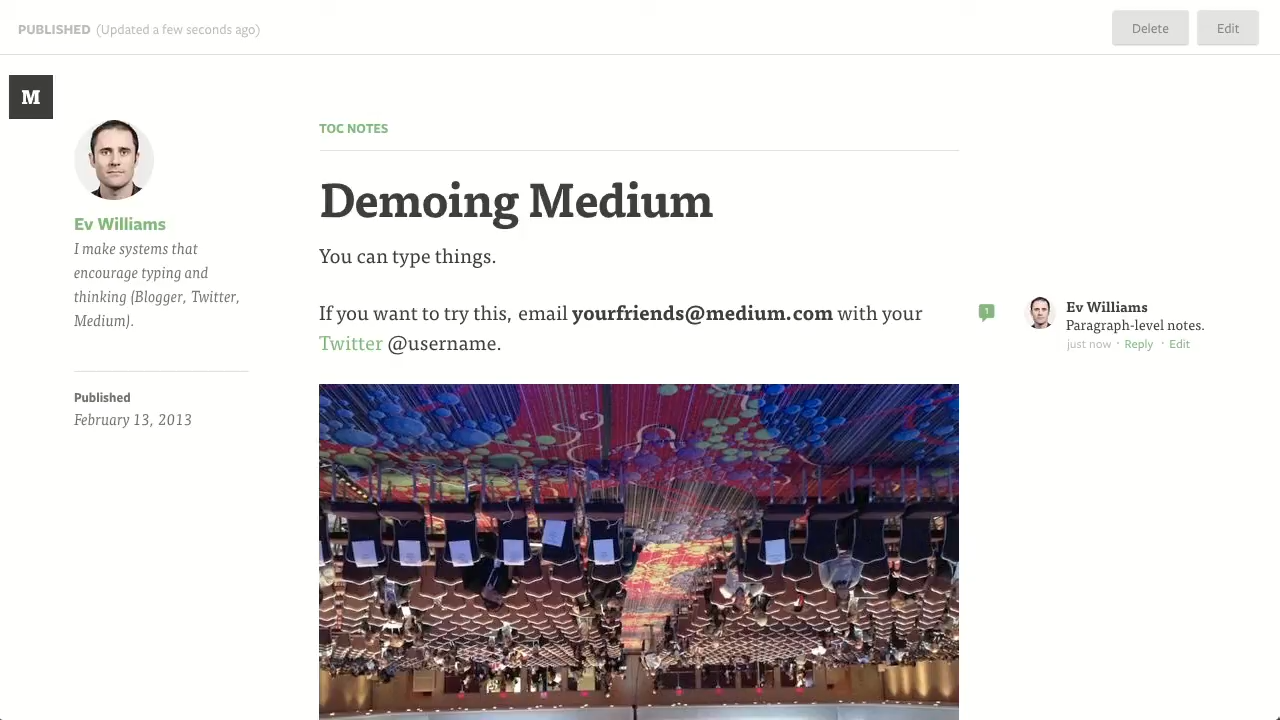 PUBLISHED (Updated a few seconds ago)
Delete
Edit
M
Ev Williams
I make systems that
encourage typing and
thinking (Blogger, Twitter,
Medium).
Published
February 13, 2013
TOC NOTES
Demoing Medium
You can type things.
If you want to try this, email yourfriends@medium.com with your
Twitter @username.
1
Ev Williams
Paragraph-level notes.
just now · Reply · Edit